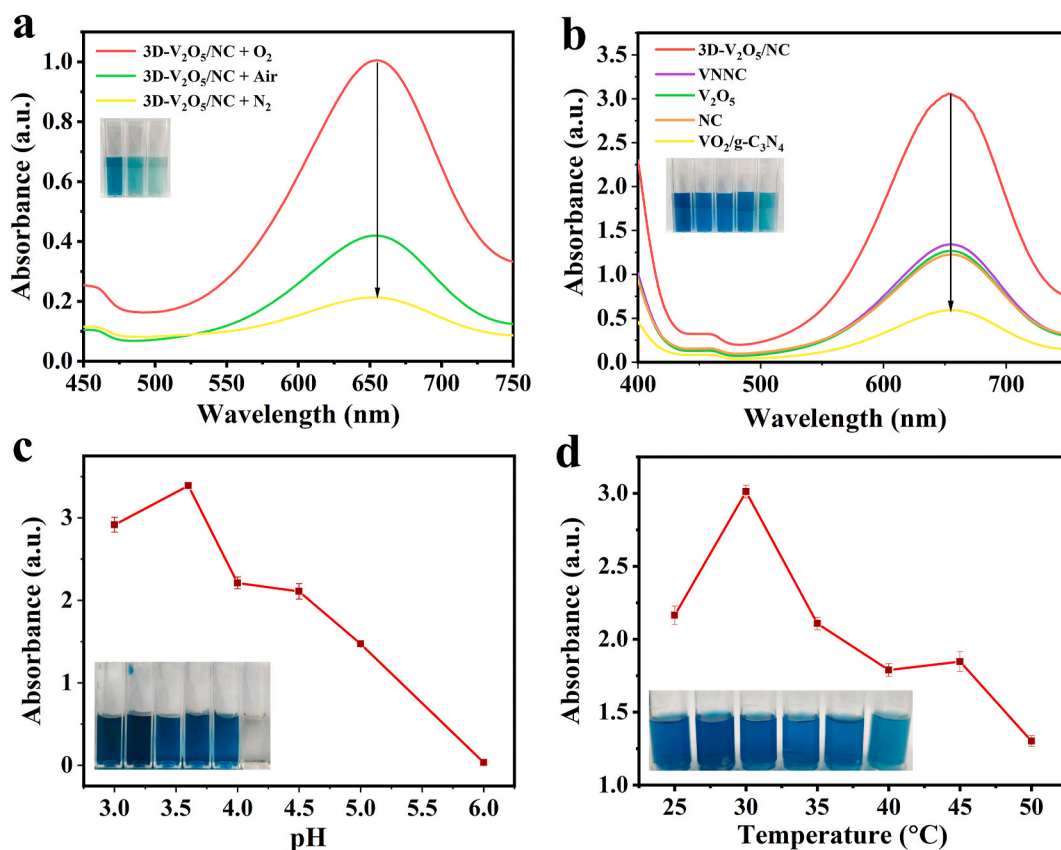 a
3D-V₂O₅/NC + O₂
3D-V₂O₅/NC + Air
3D-V₂O₅/NC + N₂
Absorbance (a.u.)
1.0
0.8
0.6
0.4
0.2
0.0
450 500 550 600 650 700 750
Wavelength (nm)
b
3D-V₂O₅/NC
VNNC
V₂O₅
NC
VO₂/g-C₃N₄
Absorbance (a.u.)
3.5
3.0
2.5
2.0
1.5
1.0
0.5
0.0
400 500 600 700
Wavelength (nm)
c
Absorbance (a.u.)
3
2
1
0
3.0 3.5 4.0 4.5 5.0 5.5 6.0
pH
d
Absorbance (a.u.)
3.0
2.5
2.0
1.5
1.0
25 30 35 40 45 50
Temperature (°C)